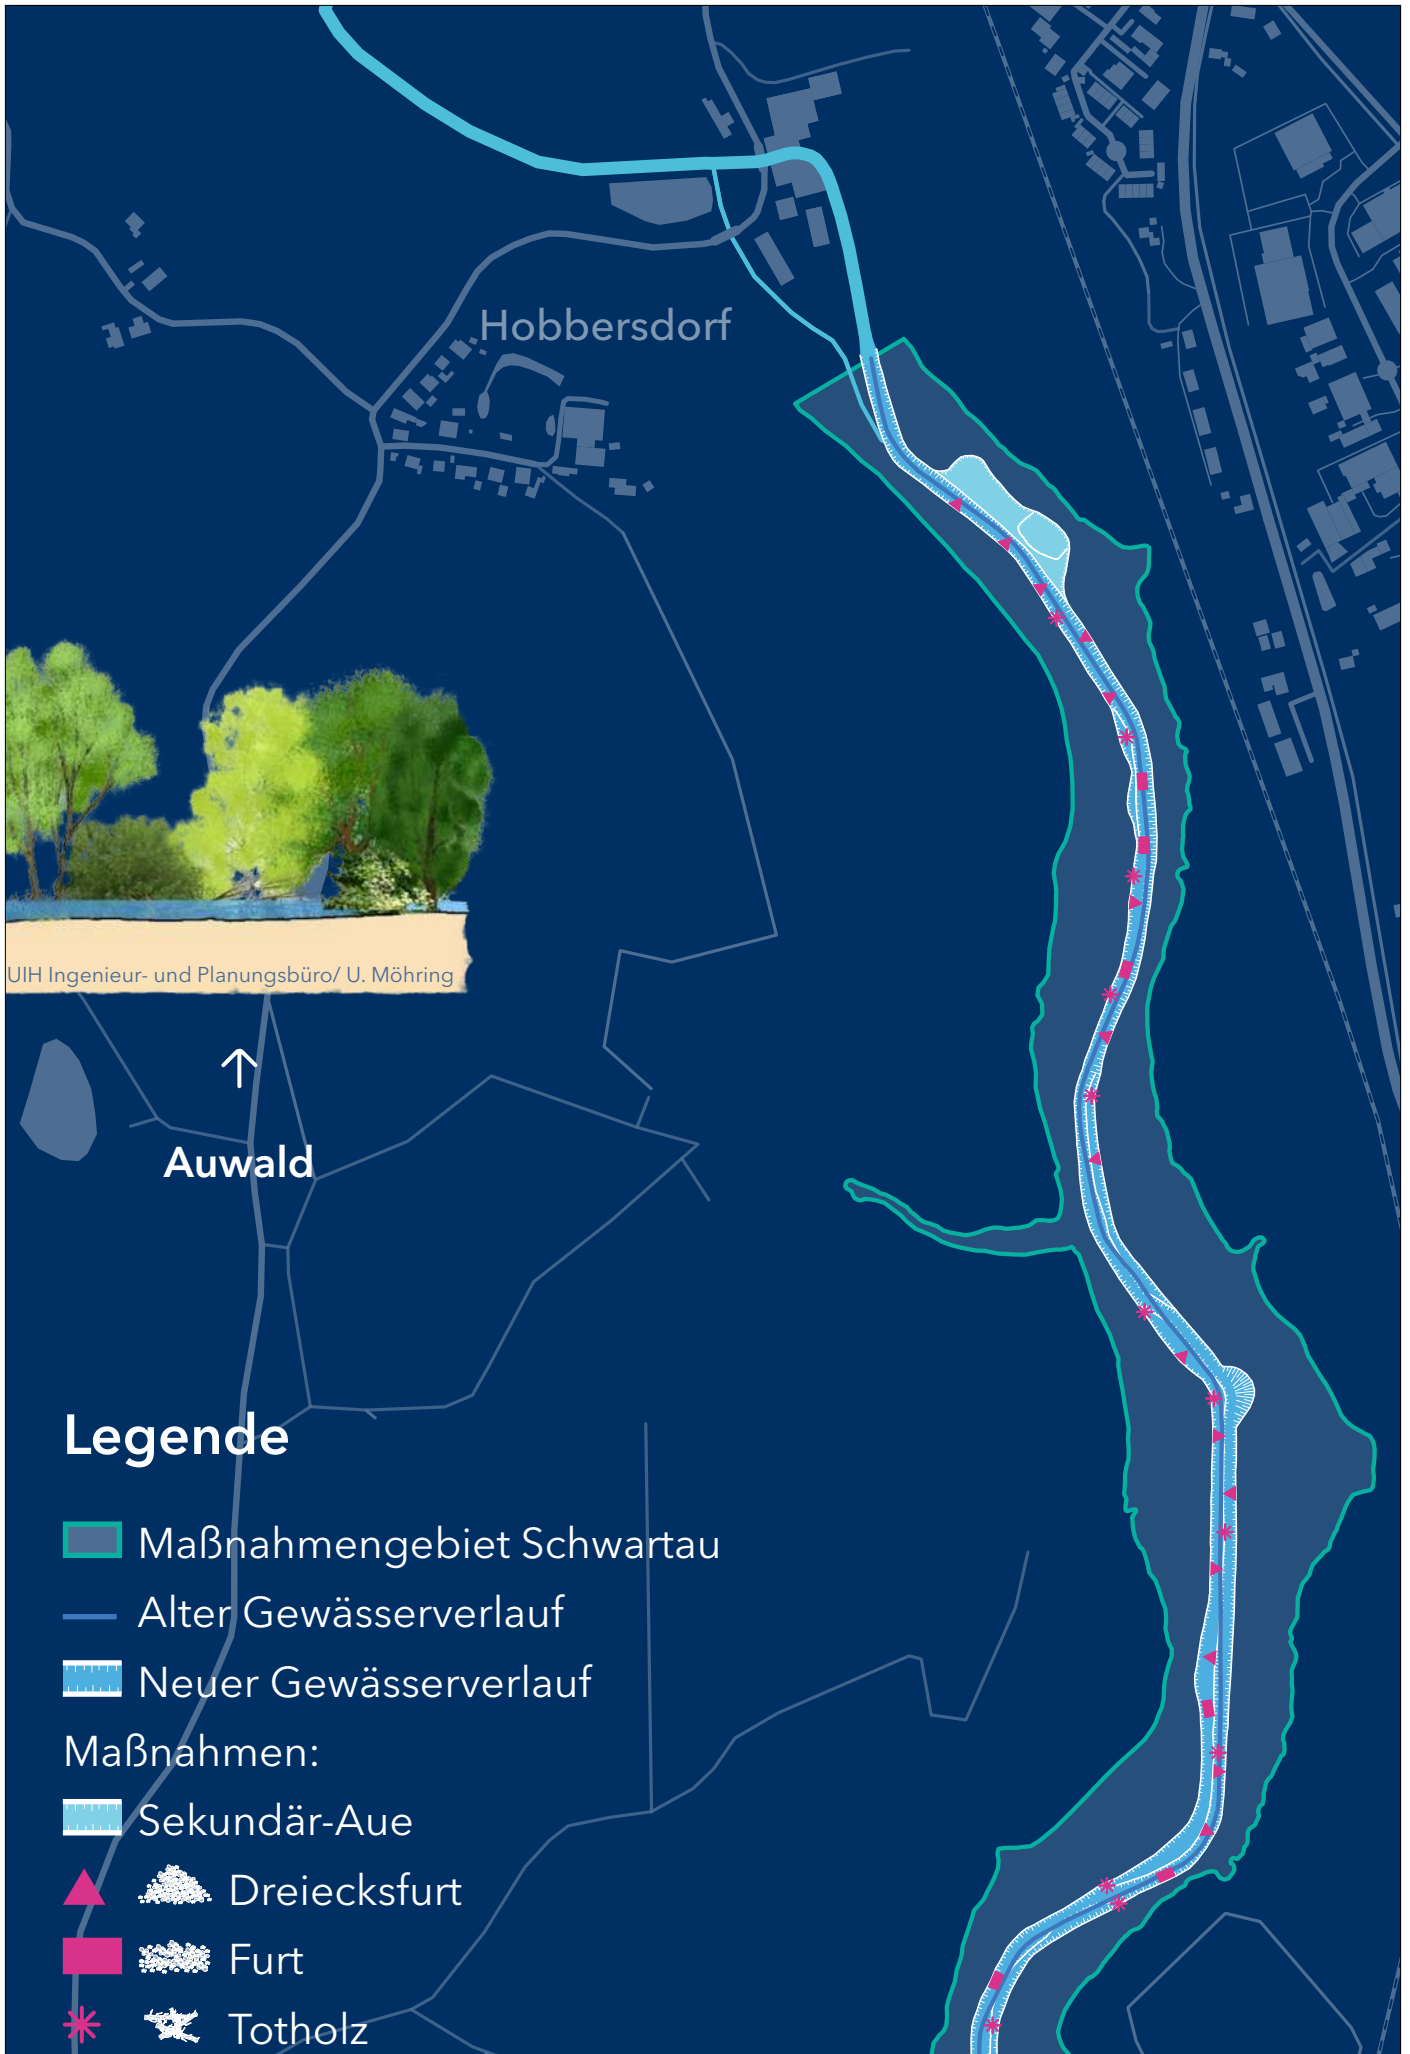 Hobbersdorf
UIH Ingenieur- und Planungsbüro/ U. Möhring
Auwald
Legende
Maßnahmengebiet Schwartau
Alter Gewässerverlauf
Neuer Gewässerverlauf
Maßnahmen:
Sekundär-Aue
Dreiecksfurt
Furt
Totholz